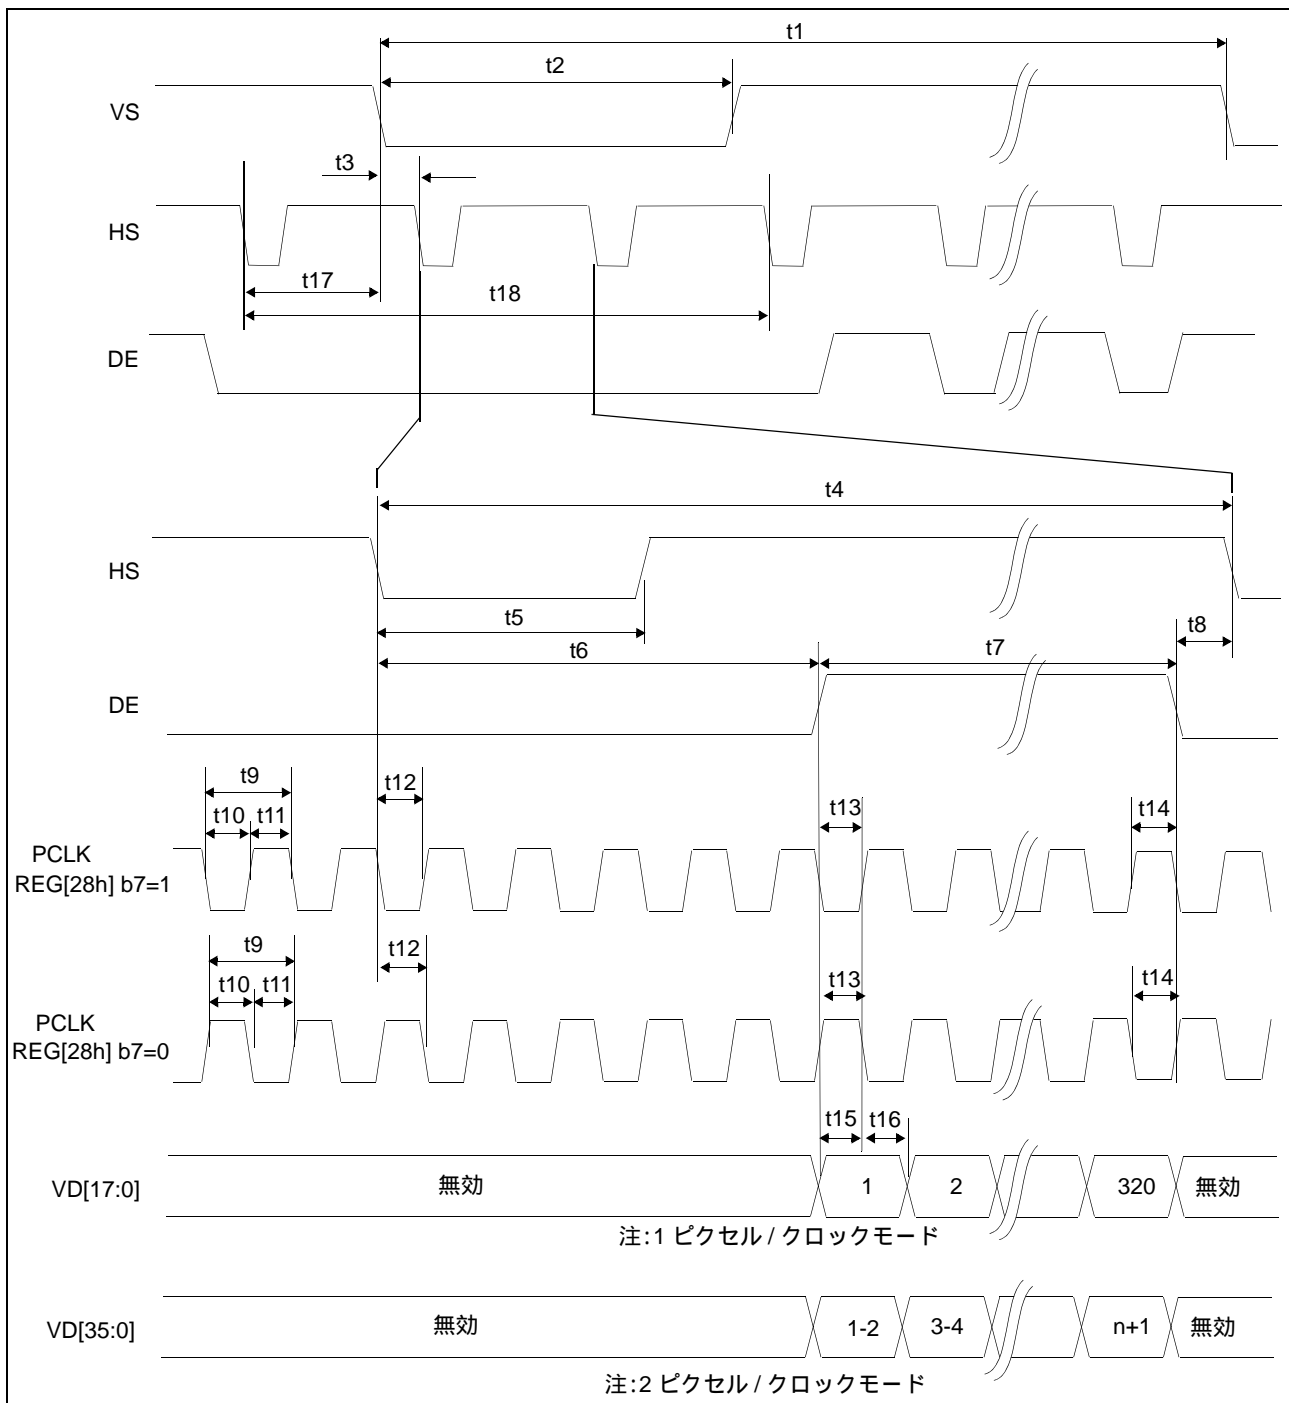 t1
t2
VS
t3
HS
t17
t18
DE
t4
HS
t5
t8
t6
t7
DE
t9
t12
t10
t11
t13
t14
PCLK
REG[28h] b7=1
t9
t12
t10
t11
t13
t14
PCLK
REG[28h] b7=0
t15
t16
VD[17:0]
無効
1
2
320
無効
注:1 ピクセル / クロックモード
VD[35:0]
無効
1-2
3-4
n+1
無効
注:2 ピクセル / クロックモード